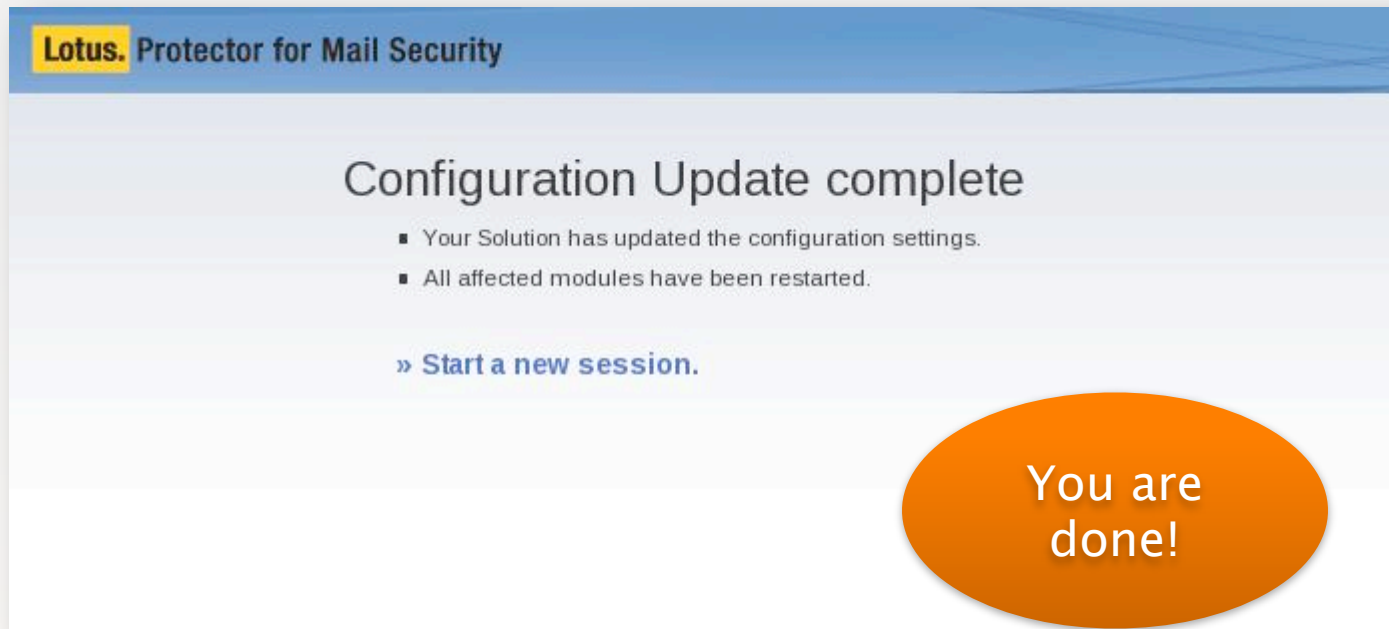 Lotus. Protector for Mail Security
Configuration Update complete
▪ Your Solution has updated the configuration settings.
▪ All affected modules have been restarted.
» Start a new session.
You are
done!